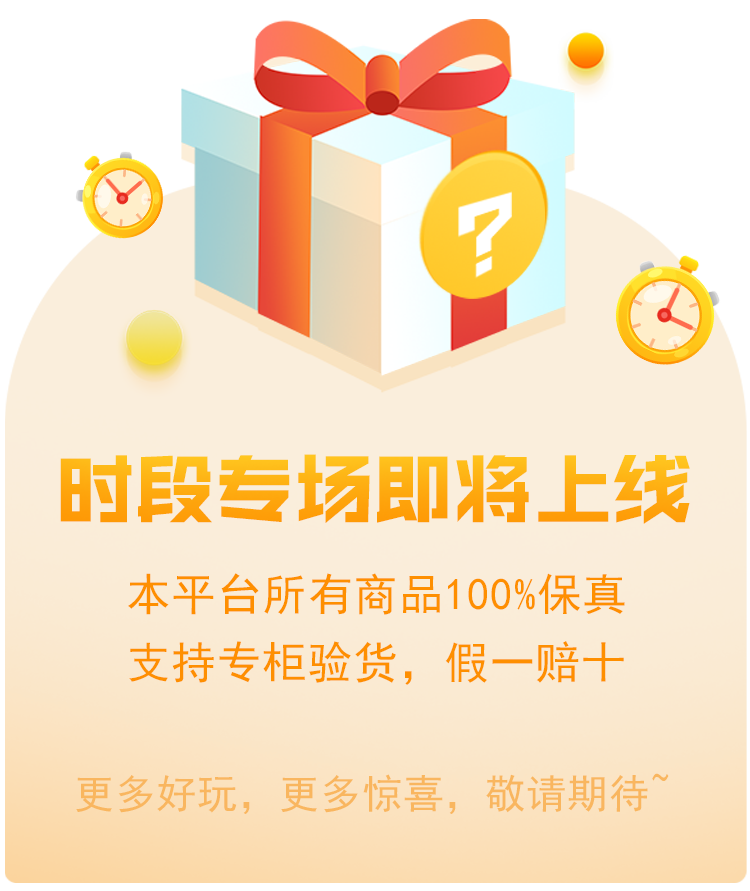 ?
时段专场即将上线
本平台所有商品100%保真
支持专柜验货，假一赔十
更多好玩，更多惊喜，敬请期待~